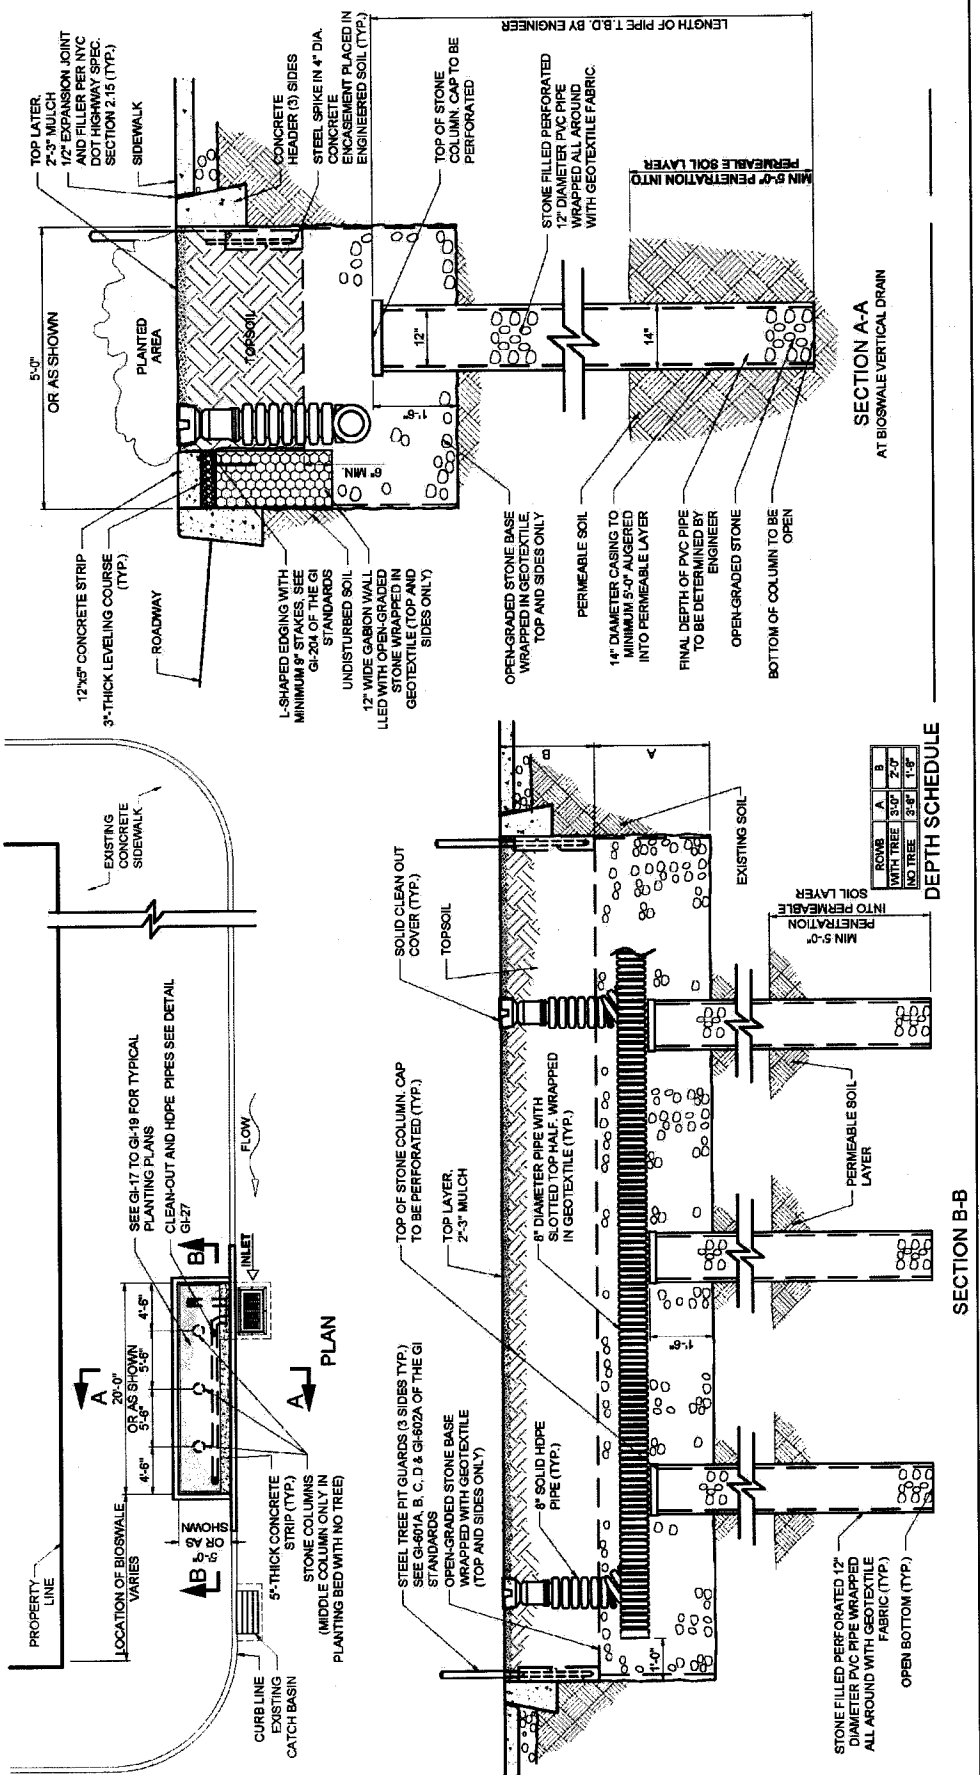 PROPERTY
LINE
EXISTING
CONCRETE
SIDEWALK
LOCATION OF BIOSWALE
VARIES
A
20'-0"
OR AS SHOWN
4'-6"
5'-6"
5'-6"
4'-6"
5'-0"
OR AS
SHOWN
B
B
SEE GI-17 TO GI-19 FOR TYPICAL
PLANTING PLANS
CLEAN-OUT AND HDPE PIPES SEE DETAIL
GI-27
INLET
FLOW
CURB LINE
EXISTING
CATCH BASIN
5"-THICK CONCRETE
STRIP (TYP.)
STONE COLUMNS
(MIDDLE COLUMN ONLY IN
PLANTING BED WITH NO TREE)
A
PLAN
STEEL TREE PIT GUARDS (3 SIDES TYP.)
SEE GI-601A, B, C, D & GI-602A OF THE GI
STANDARDS
OPEN-GRADED STONE BASE
WRAPPED WITH GEOTEXTILE
(TOP AND SIDES ONLY)
TOP OF STONE COLUMN. CAP
TO BE PERFORATED (TYP.)
TOP LAYER,
2"-3" MULCH
SOLID CLEAN OUT
COVER (TYP.)
TOPSOIL
6" SOLID HDPE
PIPE (TYP.)
8" DIAMETER PIPE WITH
SLOTTED TOP HALF. WRAPPED
IN GEOTEXTILE (TYP.)
1'-0"
1'-6"
B
A
EXISTING SOIL
STONE FILLED PERFORATED 12"
DIAMETER PVC PIPE WRAPPED
ALL AROUND WITH GEOTEXTILE
FABRIC (TYP.)
OPEN BOTTOM (TYP.)
PERMEABLE SOIL
LAYER
MIN 5'-0"
PENETRATION
INTO PERMEABLE
SOIL LAYER
ROWB A B
WITH TREE 3'-0" 2'-0"
NO TREE 3'-6" 1'-6"
DEPTH SCHEDULE
SECTION B-B
12"x5" CONCRETE STRIP
3"-THICK LEVELING COURSE
(TYP.)
ROADWAY
L-SHAPED EDGING WITH
MINIMUM 9" STAKES, SEE
GI-204 OF THE GI
STANDARDS
UNDISTURBED SOIL
12" WIDE GABION WALL
LLED WITH OPEN-GRADED
STONE WRAPPED IN
GEOTEXTILE (TOP AND
SIDES ONLY)
OPEN-GRADED STONE BASE
WRAPPED IN GEOTEXTILE,
TOP AND SIDES ONLY
PERMEABLE SOIL
14" DIAMETER CASING TO
MINIMUM 5'-0" AUGERED
INTO PERMEABLE LAYER
FINAL DEPTH OF PVC PIPE
TO BE DETERMINED BY
ENGINEER
OPEN-GRADED STONE
BOTTOM OF COLUMN TO BE
OPEN
5'-0"
OR AS SHOWN
PLANTED
AREA
TOPSOIL
6" MIN.
1'-6"
12"
14"
TOP LATER.
2"-3" MULCH
1/2" EXPANSION JOINT
AND FILLER PER NYC
DOT HIGHWAY SPEC.
SECTION 2.15 (TYP.)
SIDEWALK
CONCRETE
HEADER (3) SIDES
STEEL SPIKE IN 4" DIA.
CONCRETE
ENCASEMENT PLACED IN
ENGINEERED SOIL (TYP.)
TOP OF STONE
COLUMN. CAP TO BE
PERFORATED
STONE FILLED PERFORATED
12" DIAMETER PVC PIPE
WRAPPED ALL AROUND
WITH GEOTEXTILE FABRIC.
LENGTH OF PIPE T.B.D. BY ENGINEER
MIN 5'-0" PENETRATION INTO
PERMEABLE SOIL LAYER
SECTION A-A
AT BIOSWALE VERTICAL DRAIN